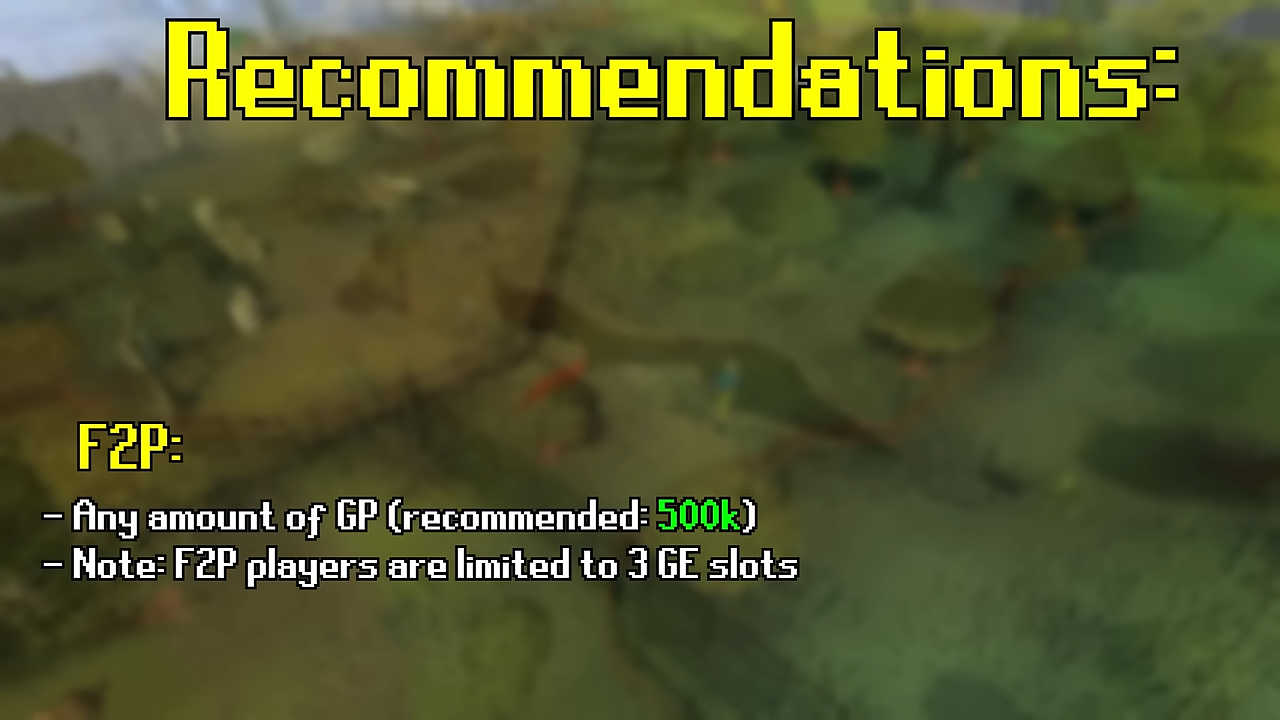 Recommendations:
F2P:
- Any amount of GP (recommended: 500k)
- Note: F2P players are limited to 3 GE slots